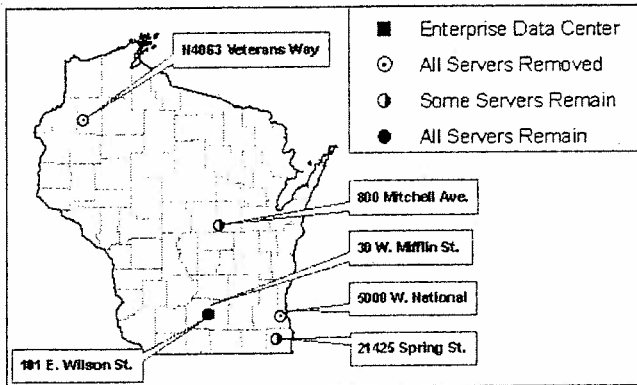 N4063 Veterans Way
Enterprise Data Center
All Servers Removed
Some Servers Remain
All Servers Remain
800 Mitchell Ave.
30 W. Mifflin St.
5000 W. National
21425 Spring St.
101 E. Wilson St.